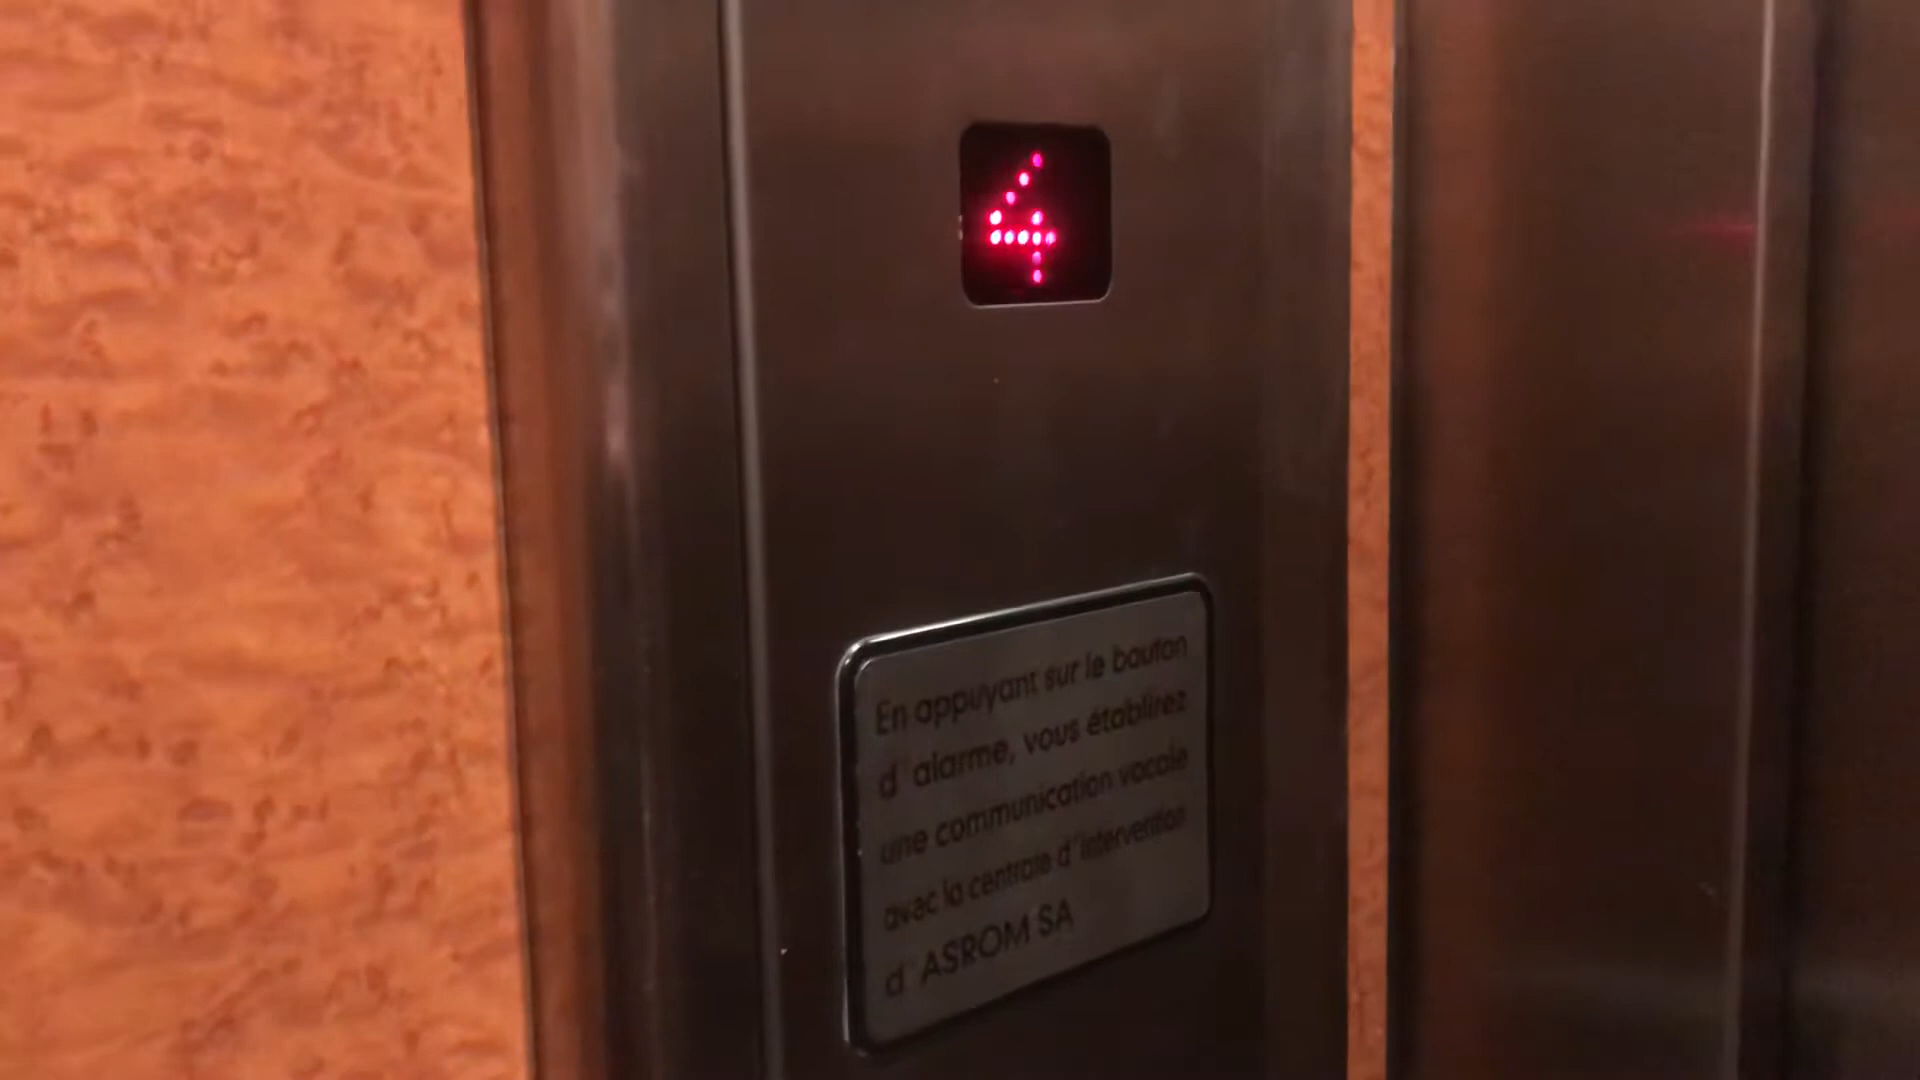 4
En appuyant sur le bouton
d'alarme, vous établirez
une communication vocale
avec la centrale d'intervention
d'ASROM SA